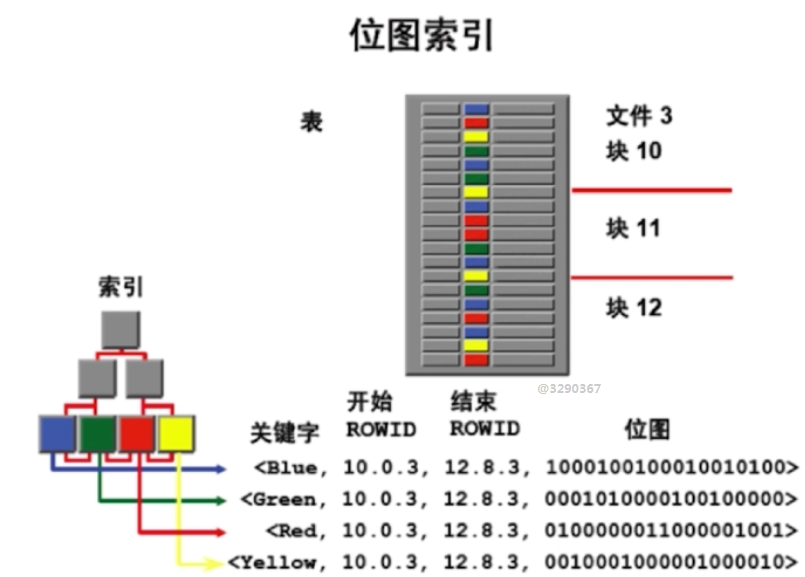 位图索引
表
文件 3
块 10
块 11
块 12
索引
@3290367
关键字 开始 ROWID 结束 ROWID 位图
<Blue, 10.0.3, 12.8.3, 1000100100010010100>
<Green, 10.0.3, 12.8.3, 0001010000100100000>
<Red, 10.0.3, 12.8.3, 0100000011000001001>
<Yellow, 10.0.3, 12.8.3, 0010001000001000010>